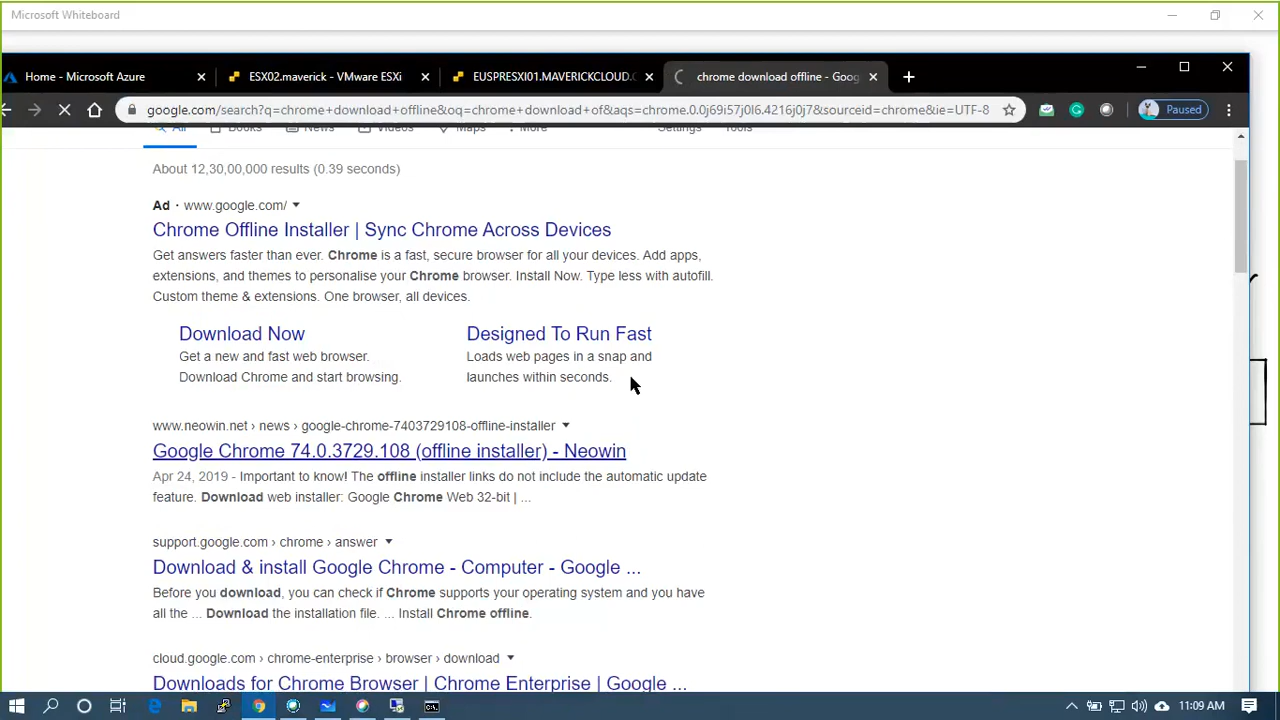 Microsoft Whiteboard
Home - Microsoft Azure
ESX02.maverick - VMware ESXi
EUSPRESXI01.MAVERICKCLOUD.C
chrome download offline - Goog
google.com/search?q=chrome+download+offline&oq=chrome+download+of&aqs=chrome.0.0j69i57j0l6.4216j0j7&sourceid=chrome&ie=UTF-8
Paused
All
Books
News
Videos
Maps
More
Settings
Tools
About 12,30,00,000 results (0.39 seconds)
Ad · www.google.com/
Chrome Offline Installer | Sync Chrome Across Devices
Get answers faster than ever. Chrome is a fast, secure browser for all your devices. Add apps,
extensions, and themes to personalise your Chrome browser. Install Now. Type less with autofill.
Custom theme & extensions. One browser, all devices.
Download Now
Get a new and fast web browser.
Download Chrome and start browsing.
Designed To Run Fast
Loads web pages in a snap and
launches within seconds.
www.neowin.net › news › google-chrome-7403729108-offline-installer
Google Chrome 74.0.3729.108 (offline installer) - Neowin
Apr 24, 2019 - Important to know! The offline installer links do not include the automatic update
feature. Download web installer: Google Chrome Web 32-bit | ...
support.google.com › chrome › answer
Download & install Google Chrome - Computer - Google ...
Before you download, you can check if Chrome supports your operating system and you have
all the ... Download the installation file. ... Install Chrome offline.
cloud.google.com › chrome-enterprise › browser › download
Downloads for Chrome Browser | Chrome Enterprise | Google ...
11:09 AM